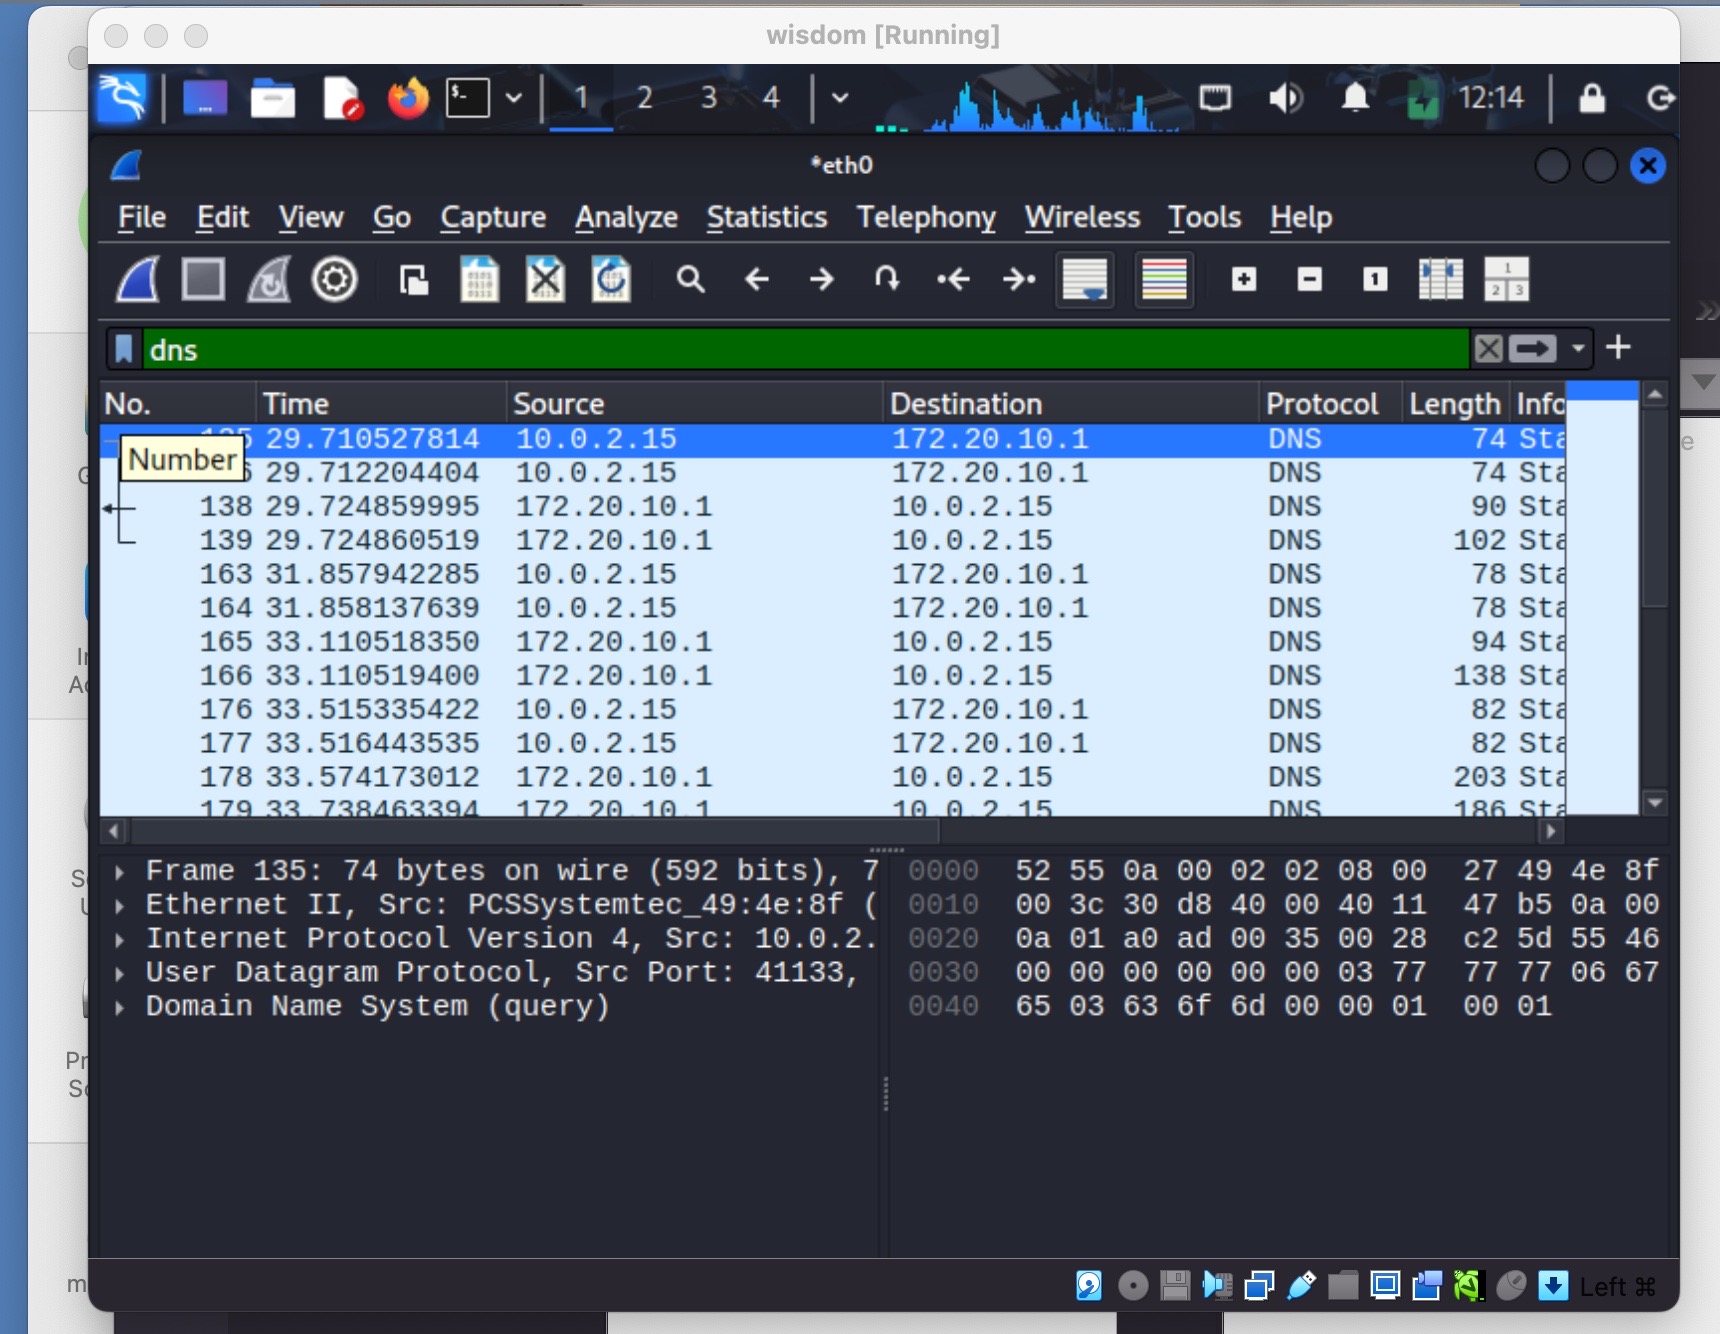 wisdom [Running]
1 2 3 4 12:14
*eth0
File Edit View Go Capture Analyze Statistics Telephony Wireless Tools Help
dns
No. Time Source Destination Protocol Length Info
29.710527814 10.0.2.15 172.20.10.1 DNS 74 Sta
Number
29.712204404 10.0.2.15 172.20.10.1 DNS 74 Sta
138 29.724859995 172.20.10.1 10.0.2.15 DNS 90 Sta
139 29.724860519 172.20.10.1 10.0.2.15 DNS 102 Sta
163 31.857942285 10.0.2.15 172.20.10.1 DNS 78 Sta
164 31.858137639 10.0.2.15 172.20.10.1 DNS 78 Sta
165 33.110518350 172.20.10.1 10.0.2.15 DNS 94 Sta
166 33.110519400 172.20.10.1 10.0.2.15 DNS 138 Sta
176 33.515335422 10.0.2.15 172.20.10.1 DNS 82 Sta
177 33.516443535 10.0.2.15 172.20.10.1 DNS 82 Sta
178 33.574173012 172.20.10.1 10.0.2.15 DNS 203 Sta
179 33.738463394 172.20.10.1 10.0.2.15 DNS 186 Sta
Frame 135: 74 bytes on wire (592 bits), 7
Ethernet II, Src: PCSSystemtec_49:4e:8f (
Internet Protocol Version 4, Src: 10.0.2.
User Datagram Protocol, Src Port: 41133,
Domain Name System (query)
0000 52 55 0a 00 02 02 08 00 27 49 4e 8f
0010 00 3c 30 d8 40 00 40 11 47 b5 0a 00
0020 0a 01 a0 ad 00 35 00 28 c2 5d 55 46
0030 00 00 00 00 00 00 03 77 77 77 06 67
0040 65 03 63 6f 6d 00 00 01 00 01
Left ⌘